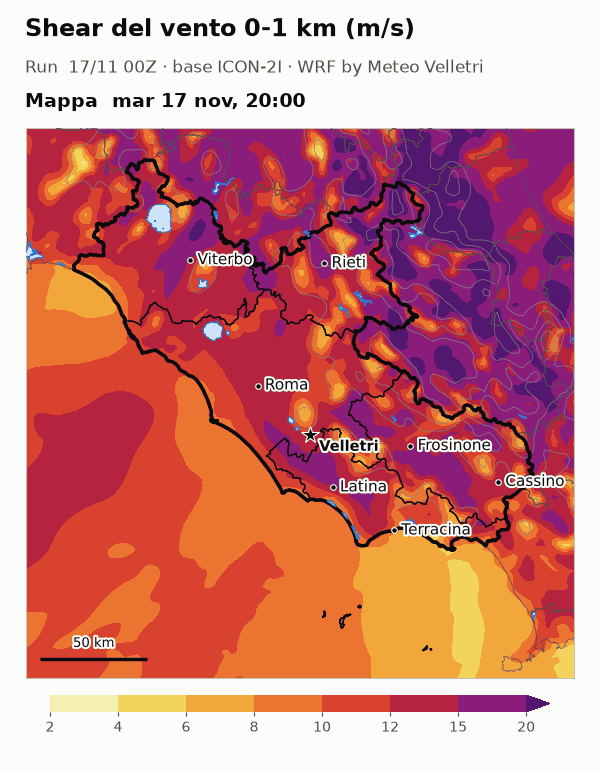 Shear del vento 0-1 km (m/s)
Run  17/11 00Z · base ICON-2I · WRF by Meteo Velletri
Mappa  mar 17 nov, 20:00
Viterbo
Rieti
Roma
Velletri
Frosinone
Cassino
Latina
Terracina
50 km
2 4 6 8 10 12 15 20